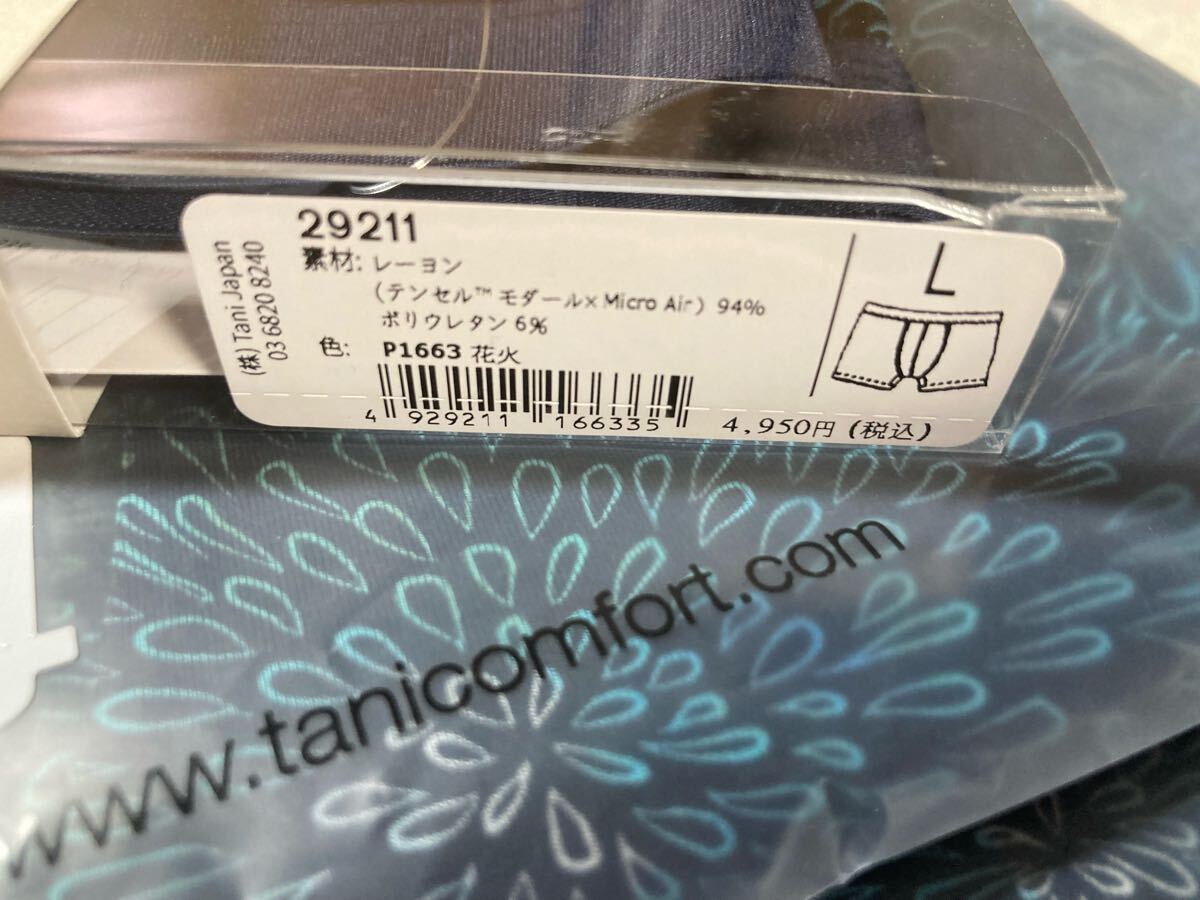 29211
素材: レーヨン
(テンセル™ モダール×Micro Air) 94%
ポリウレタン 6%
色: P1663 花火
4 929211 166335
4,950円 (税込)
L
(株) Tani Japan
03 6820 8240
www.tanicomfort.com